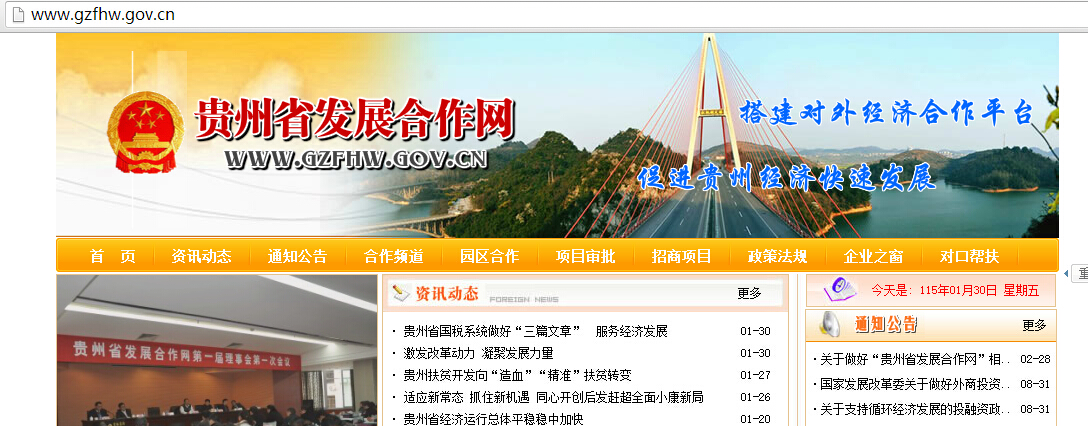 www.gzfhw.gov.cn
贵州省发展合作网
WWW.GZFHW.GOV.CN
搭建对外经济合作平台
促进贵州经济快速发展
首 页 资讯动态 通知公告 合作频道 园区合作 项目审批 招商项目 政策法规 企业之窗 对口帮扶
贵州省发展合作网第一届理事会第一次会议
资讯动态 FOREIGN NEWS 更多
· 贵州省国税系统做好“三篇文章” 服务经济发展 01-30
· 激发改革动力 凝聚发展力量 01-30
· 贵州扶贫开发向“造血”“精准”扶贫转变 01-27
· 适应新常态 抓住新机遇 同心开创后发赶超全面小康新局 01-26
· 贵州省经济运行总体平稳稳中加快 01-20
今天是: 115年01月30日 星期五
通知公告 更多
·关于做好“贵州省发展合作网”相.. 02-28
·国家发展改革委关于做好外商投资.. 08-31
·关于支持循环经济发展的投融资政.. 08-31